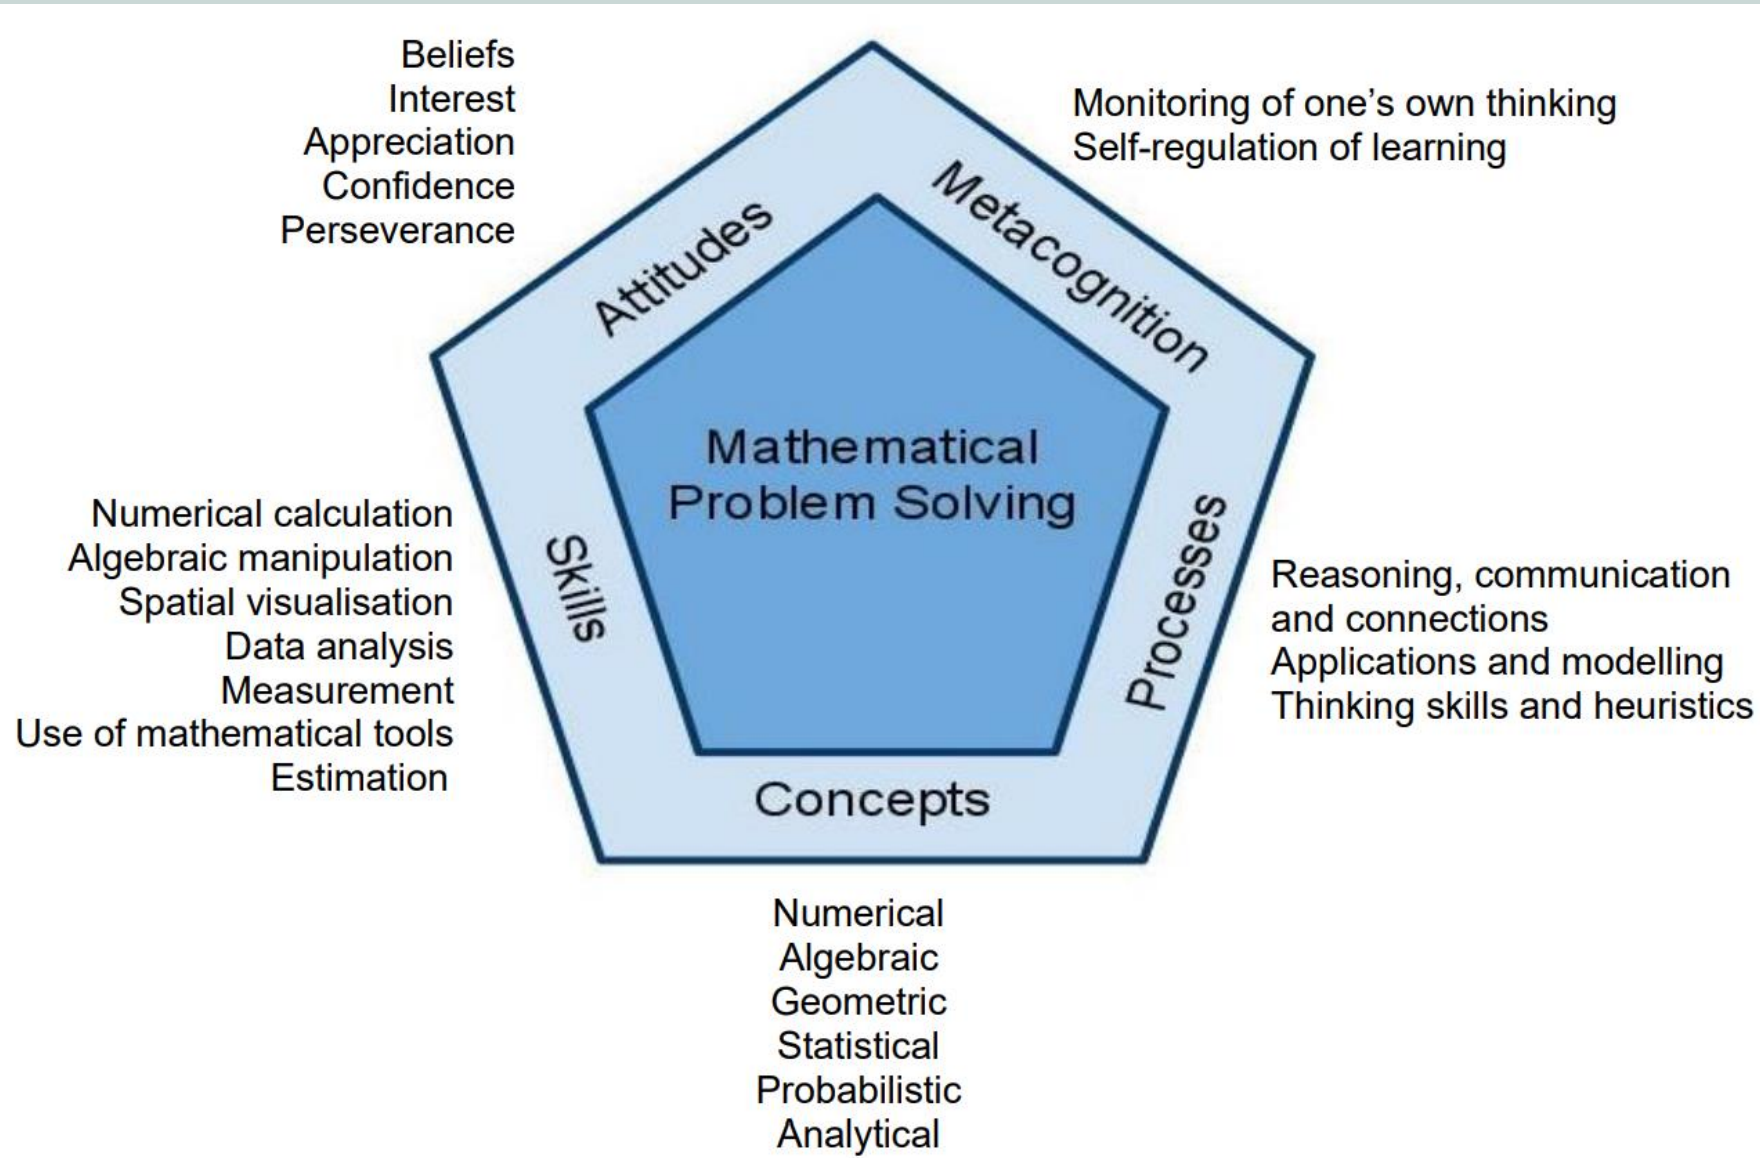 Beliefs
Interest
Appreciation
Confidence
Perseverance
Monitoring of one’s own thinking
Self-regulation of learning
Attitudes
Metacognition
Mathematical
Problem Solving
Numerical calculation
Algebraic manipulation
Spatial visualisation
Data analysis
Measurement
Use of mathematical tools
Estimation
Skills
Processes
Reasoning, communication
and connections
Applications and modelling
Thinking skills and heuristics
Concepts
Numerical
Algebraic
Geometric
Statistical
Probabilistic
Analytical